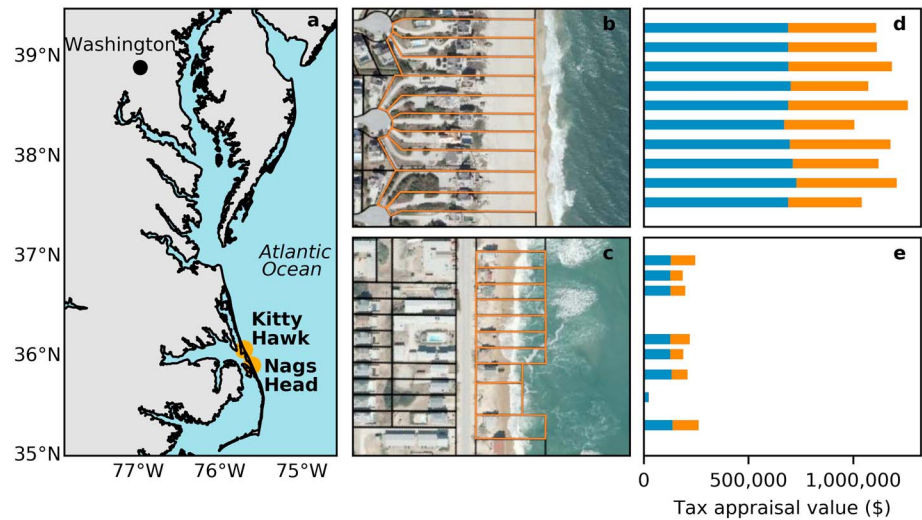 a
39°N
Washington
38°N
37°N
Atlantic
Ocean
Kitty
Hawk
36°N
Nags
Head
35°N
77°W
76°W
75°W
b
c
d
e
0
500,000
1,000,000
Tax appraisal value ($)